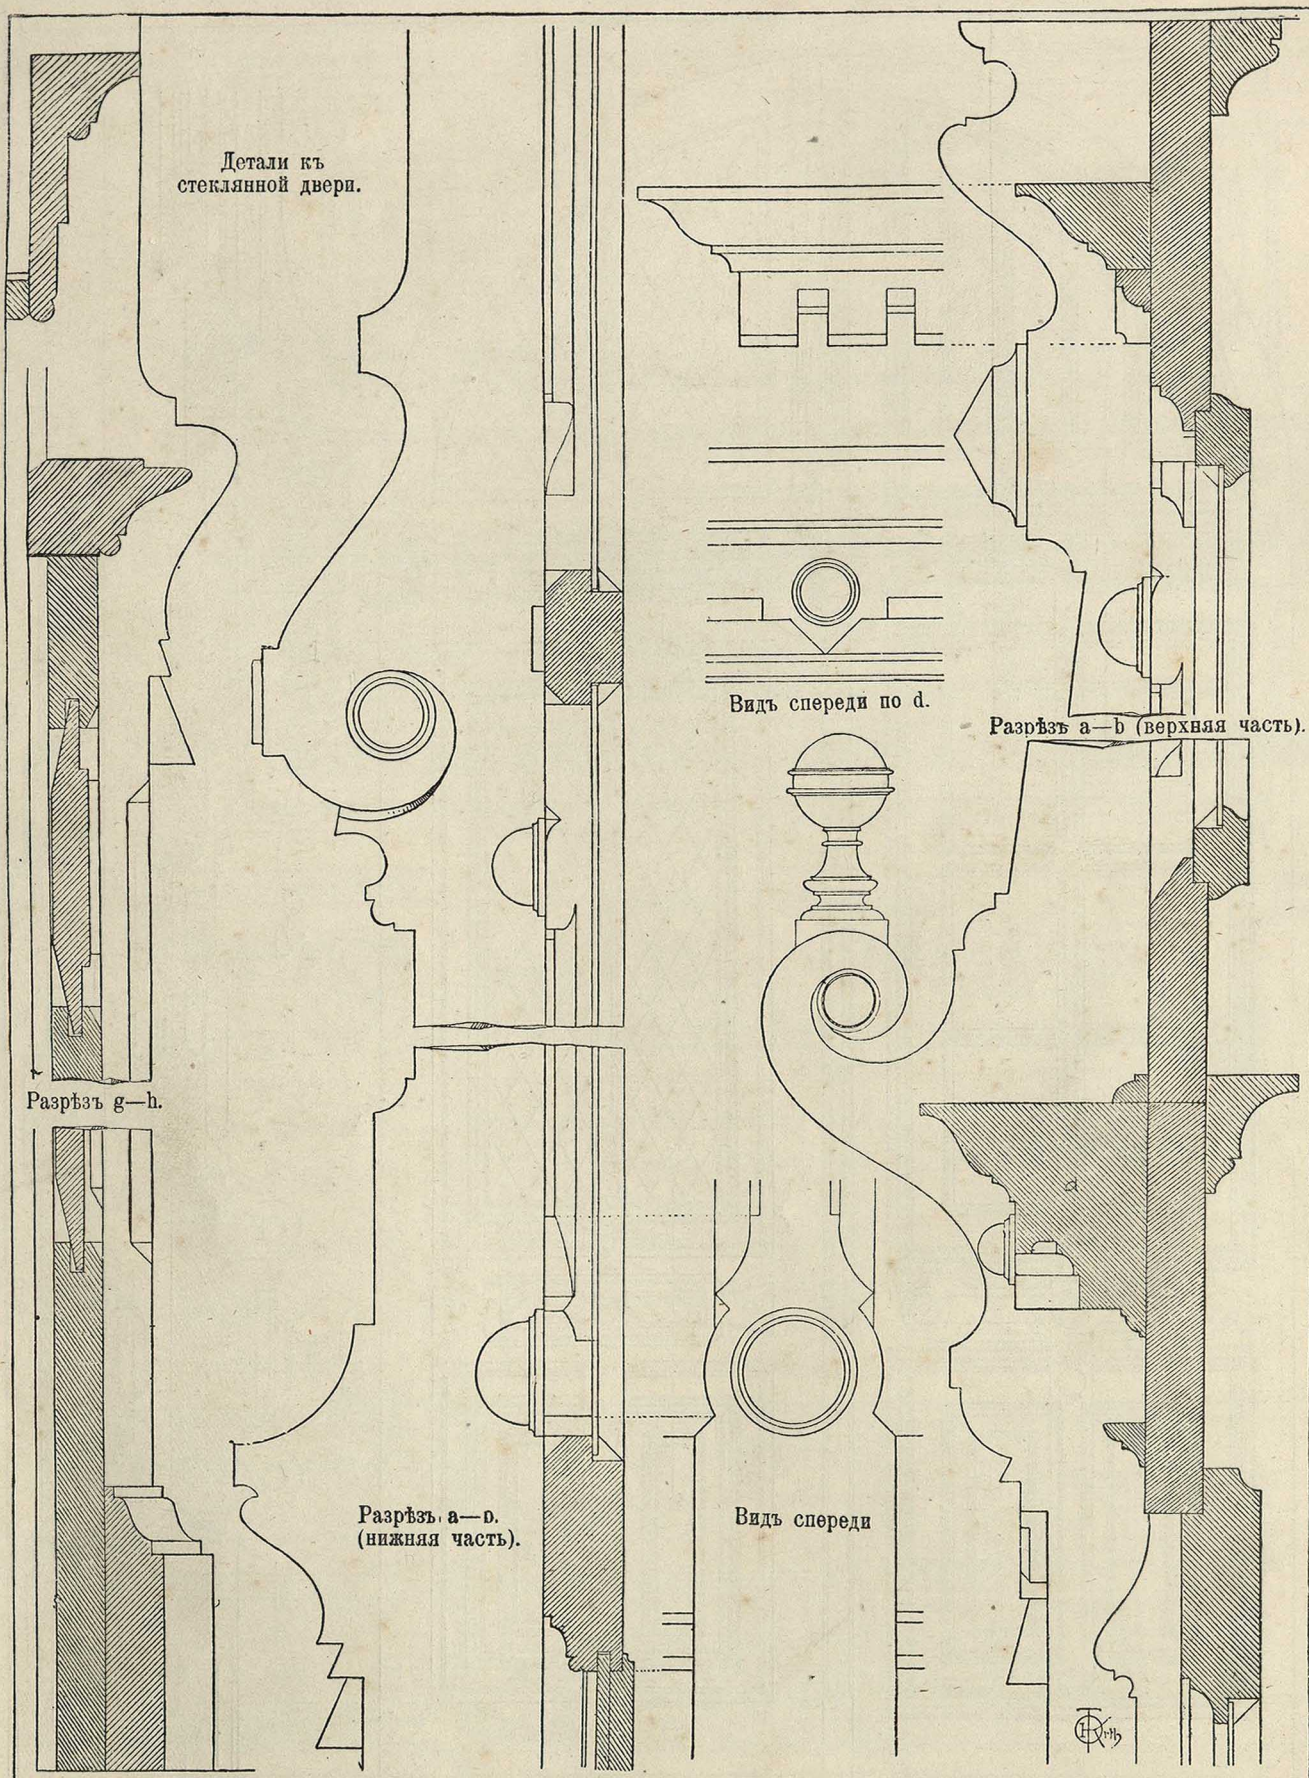 Детали къ
стеклянной двери.
Видъ спереди по d.
Разрѣзъ a—b (верхняя часть).
Разрѣзъ g—h.
a
Разрѣзъ a—b.
(нижняя часть).
Видъ спереди